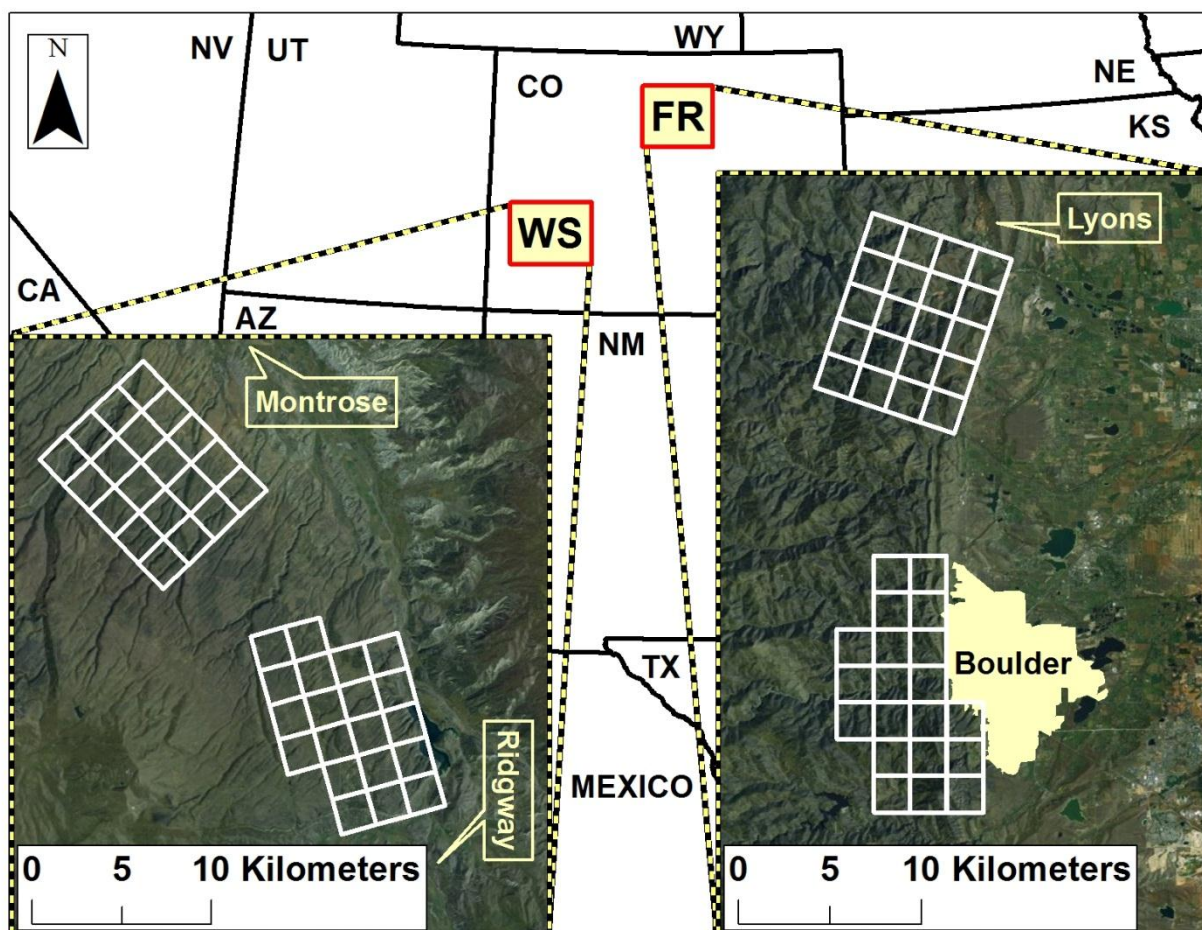 N
NV
UT
WY
CO
NE
FR
KS
WS
CA
AZ
NM
Lyons
Montrose
Boulder
TX
Ridgway
MEXICO
0 5 10 Kilometers
0 5 10 Kilometers